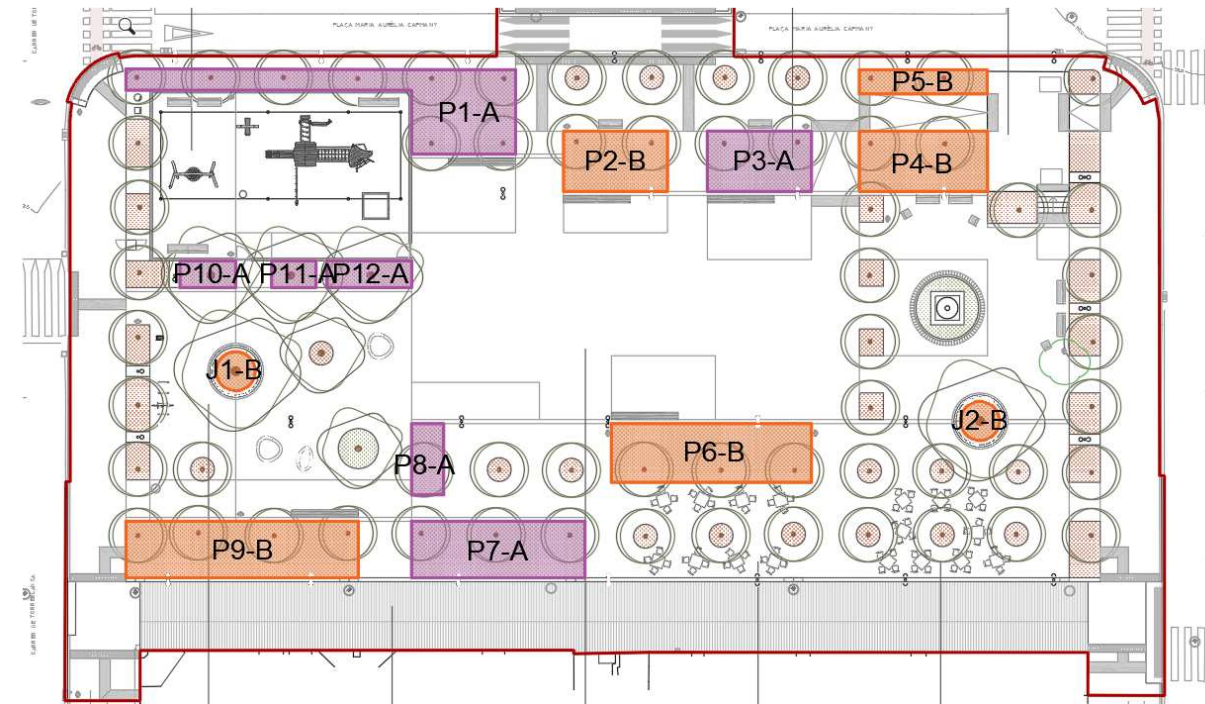 PLAÇA MARIA AURÈLIA CAPMANY
PLAÇA MARIA AURÈLIA CAPMANY
P1-A
P5-B
P2-B
P3-A
P4-B
P10-A
P11-A
P12-A
J1-B
J2-B
P8-A
P6-B
P9-B
P7-A